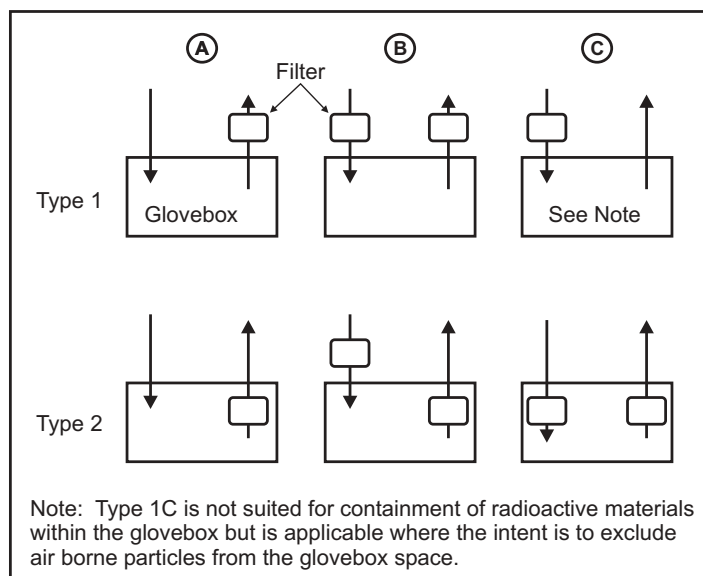 A B C
Filter
Type 1
Glovebox
See Note
Type 2
Note: Type 1C is not suited for containment of radioactive materials
within the glovebox but is applicable where the intent is to exclude
air borne particles from the glovebox space.